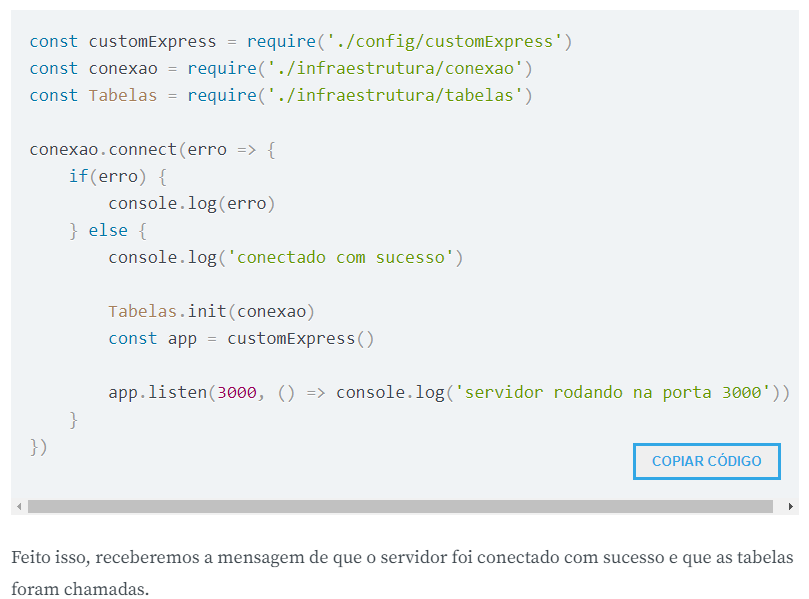 const customExpress = require('./config/customExpress')
const conexao = require('./infraestrutura/conexao')
const Tabelas = require('./infraestrutura/tabelas')
conexao.connect(erro => {
    if(erro) {
        console.log(erro)
    } else {
        console.log('conectado com sucesso')
        Tabelas.init(conexao)
        const app = customExpress()
        app.listen(3000, () => console.log('servidor rodando na porta 3000'))
    }
})
COPIAR CÓDIGO
Feito isso, receberemos a mensagem de que o servidor foi conectado com sucesso e que as tabelas
foram chamadas.